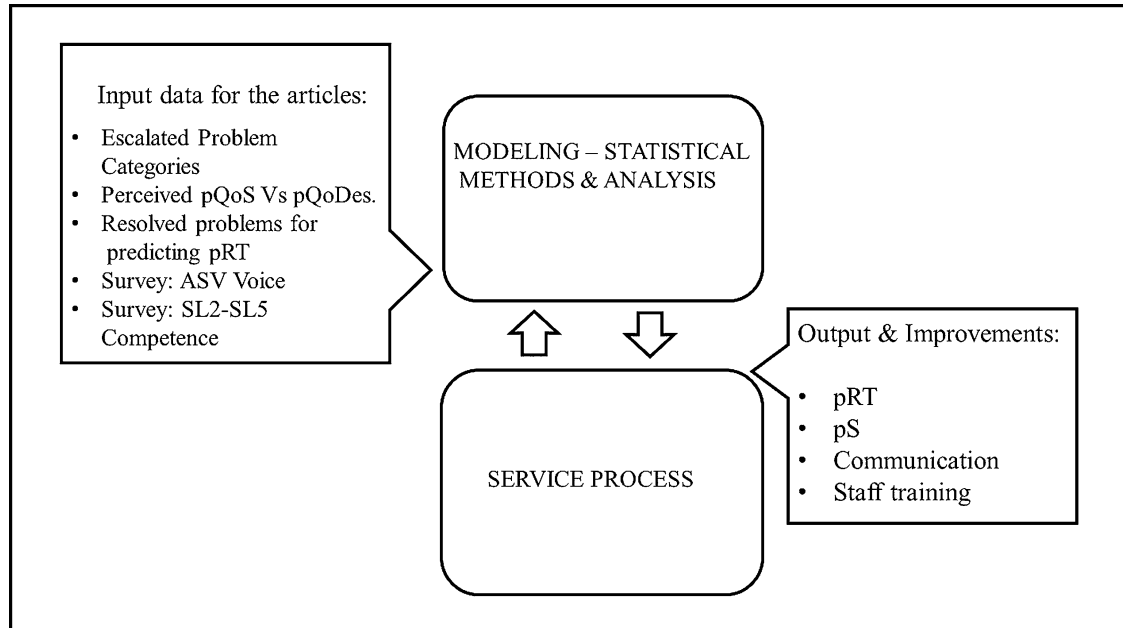 Input data for the articles:
• Escalated Problem
Categories
• Perceived pQoS Vs pQoDes.
• Resolved problems for
predicting pRT
• Survey: ASV Voice
• Survey: SL2-SL5
Competence
MODELING – STATISTICAL
METHODS & ANALYSIS
SERVICE PROCESS
Output & Improvements:
• pRT
• pS
• Communication
• Staff training